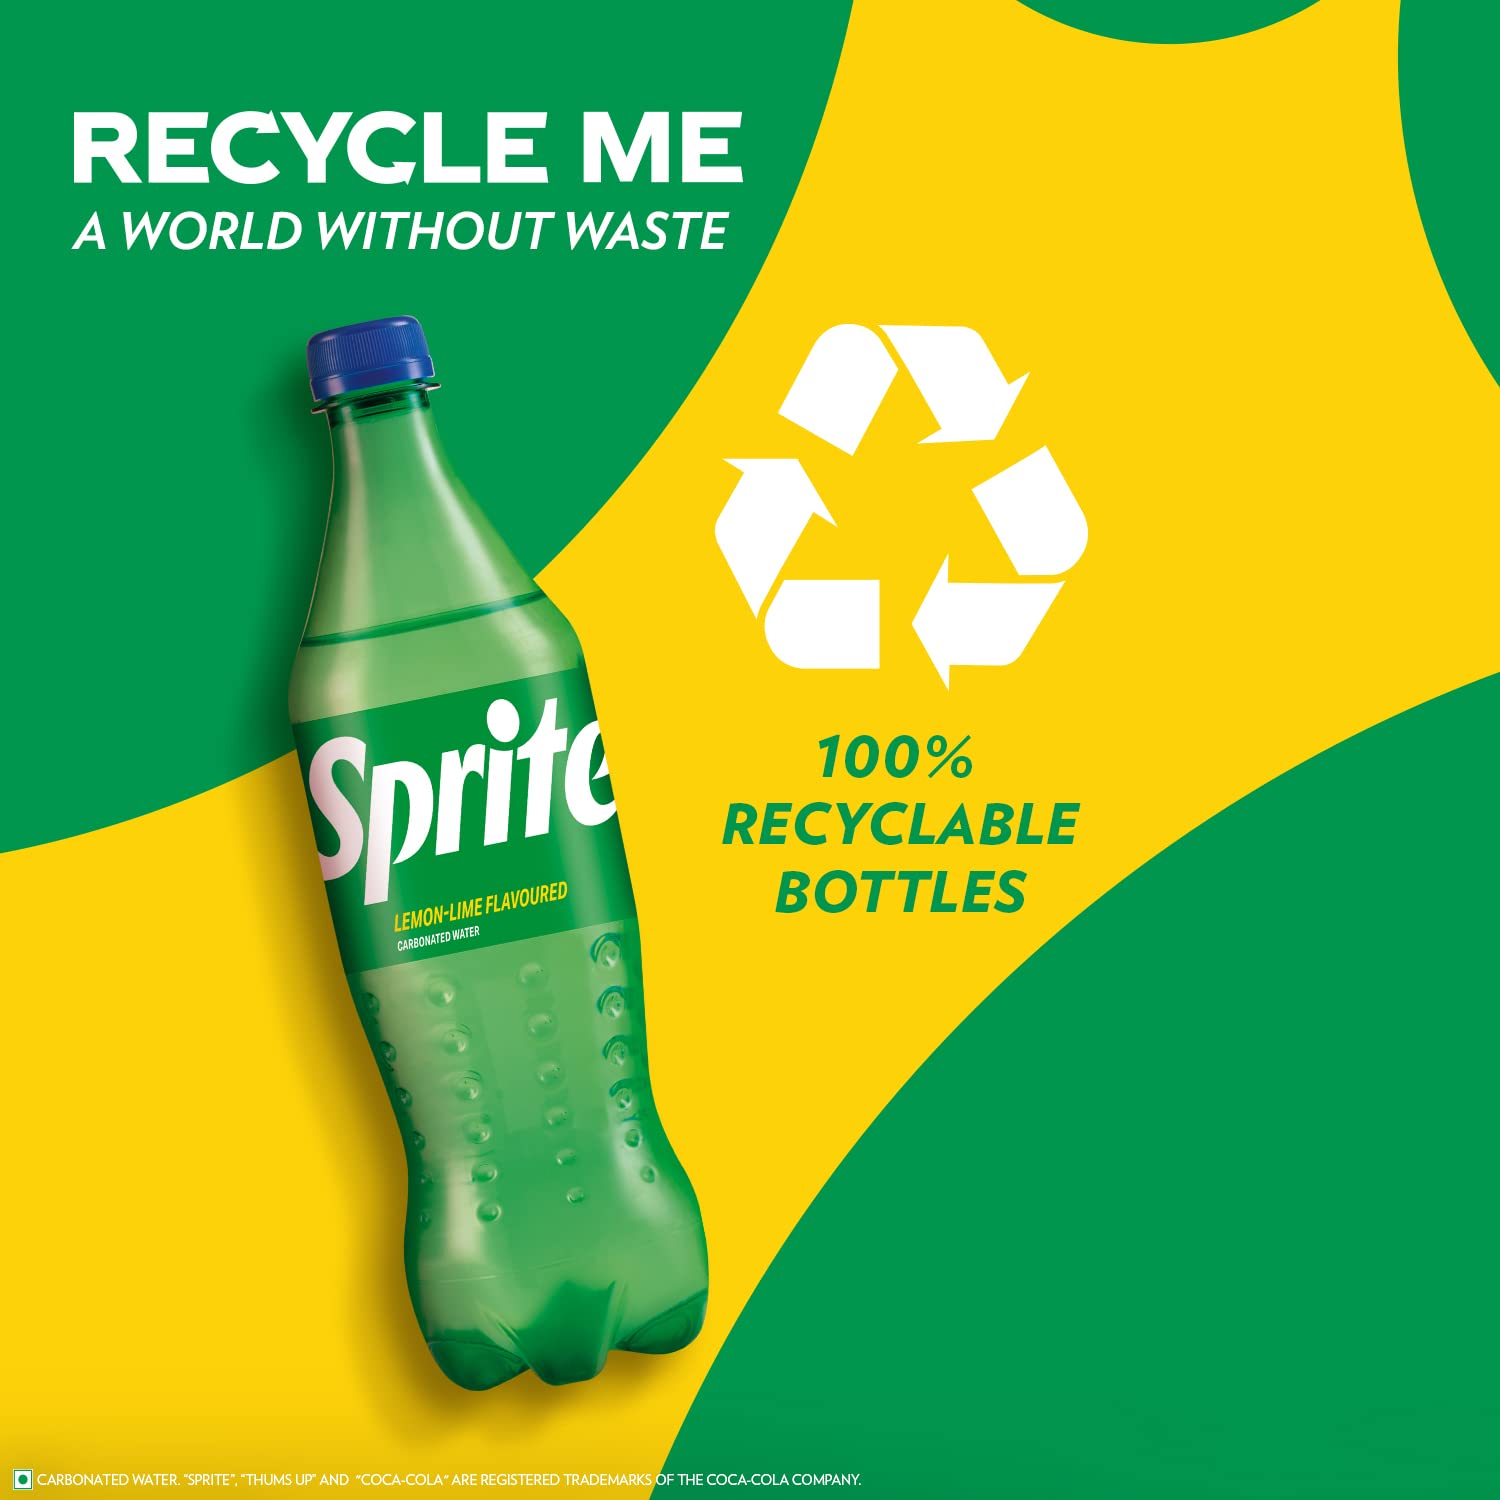 RECYCLE ME
A WORLD WITHOUT WASTE
Sprite
LEMON-LIME FLAVOURED
CARBONATED WATER
100%
RECYCLABLE
BOTTLES
CARBONATED WATER. "SPRITE", "THUMS UP" AND "COCA-COLA" ARE REGISTERED TRADEMARKS OF THE COCA-COLA COMPANY.